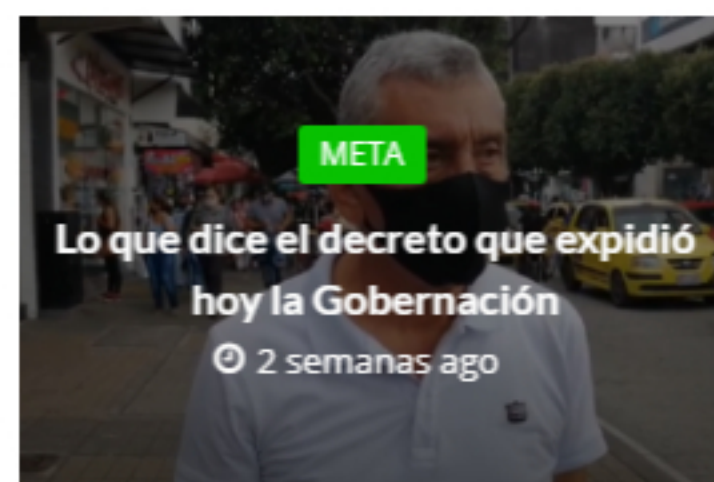 META
Lo que dice el decreto que expidió
hoy la Gobernación
2 semanas ago